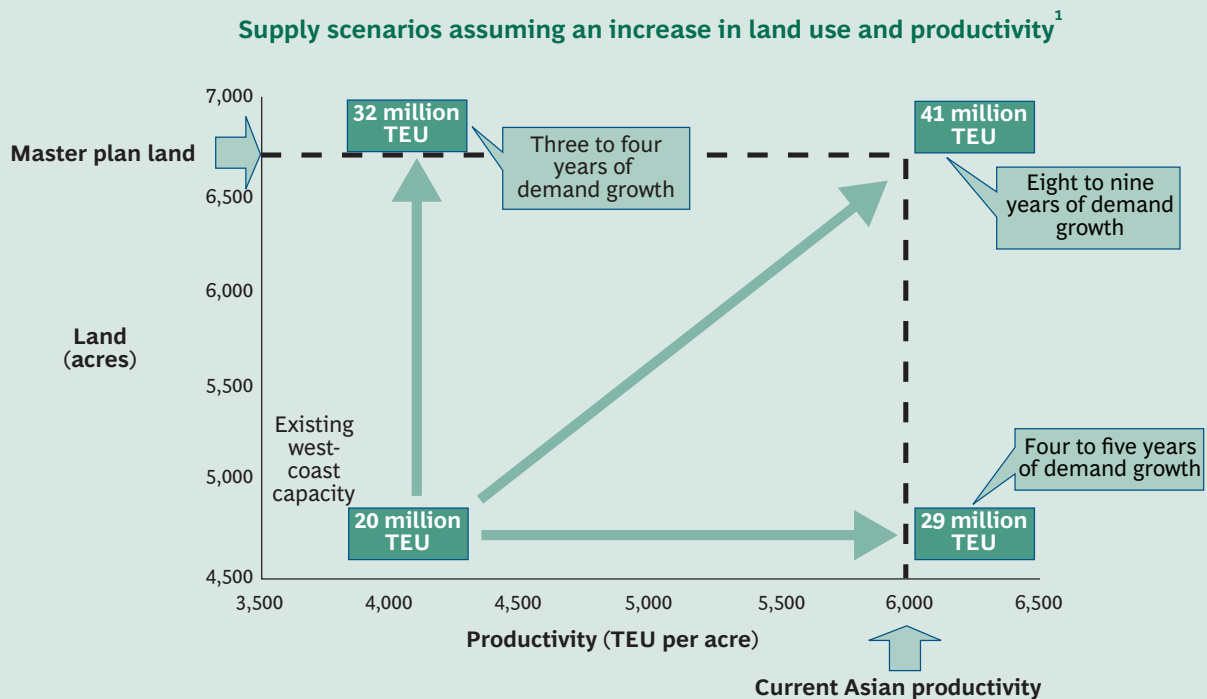 Supply scenarios assuming an increase in land use and productivity1
7,000
32 million
TEU
41 million
TEU
Master plan land
Three to four
years of
demand growth
6,500
Eight to nine
years of demand
growth
6,000
Land
(acres)
5,500
Existing
west-
coast
capacity
5,000
Four to five years
of demand growth
20 million
TEU
29 million
TEU
4,500
3,500
4,000
4,500
5,000
5,500
6,000
6,500
Productivity (TEU per acre)
Current Asian productivity